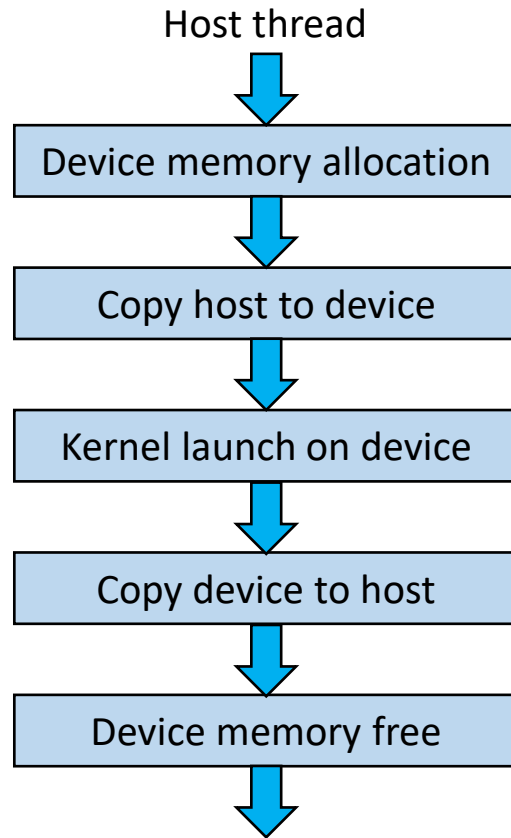 Host thread
Device memory allocation
Copy host to device
Kernel launch on device
Copy device to host
Device memory free